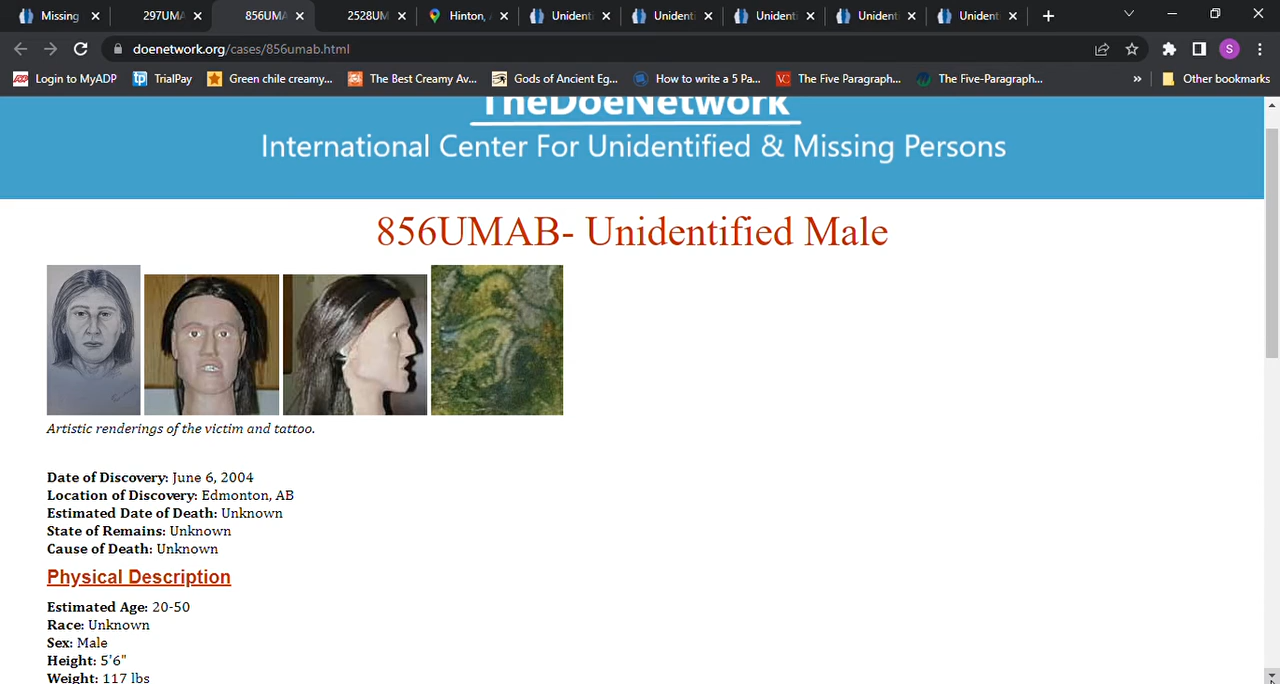 Missing
297UMA
856UMA
2528UM
Hinton,
Unidenti
Unidenti
Unidenti
Unidenti
Unidenti
doenetwork.org/cases/856umab.html
S
Login to MyADP
TrialPay
Green chile creamy...
The Best Creamy Av...
Gods of Ancient Eg...
How to write a 5 Pa...
The Five Paragraph...
The Five-Paragraph...
»
Other bookmarks
TheDoeNetwork
International Center For Unidentified & Missing Persons
856UMAB- Unidentified Male
Artistic renderings of the victim and tattoo.
Date of Discovery: June 6, 2004
Location of Discovery: Edmonton, AB
Estimated Date of Death: Unknown
State of Remains: Unknown
Cause of Death: Unknown
Physical Description
Estimated Age: 20-50
Race: Unknown
Sex: Male
Height: 5'6"
Weight: 117 lbs